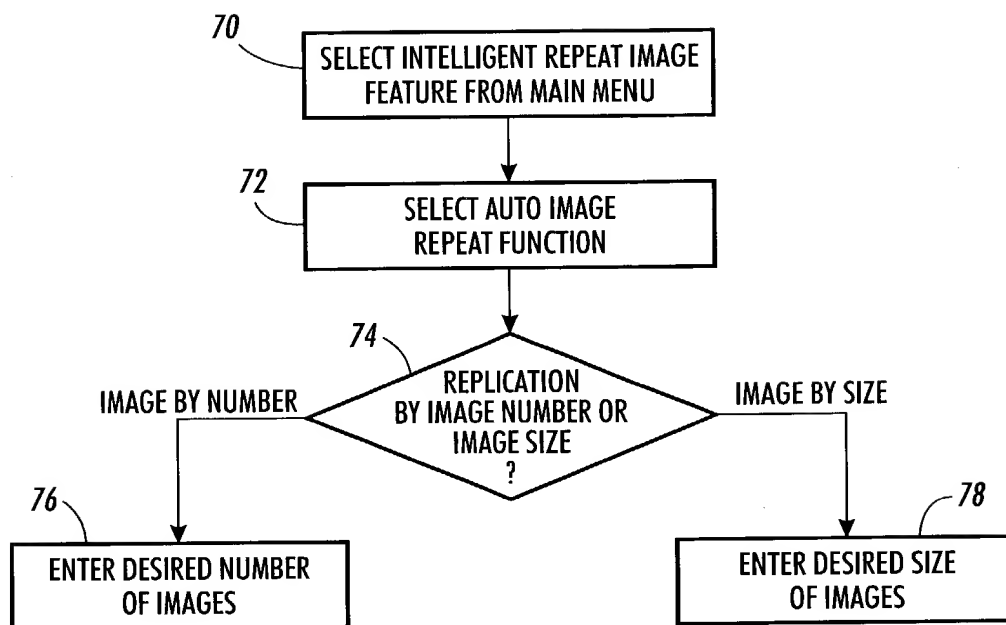 70
SELECT INTELLIGENT REPEAT IMAGE
FEATURE FROM MAIN MENU
72
SELECT AUTO IMAGE
REPEAT FUNCTION
74
REPLICATION
BY IMAGE NUMBER OR
IMAGE SIZE
?
IMAGE BY NUMBER
IMAGE BY SIZE
76
ENTER DESIRED NUMBER
OF IMAGES
78
ENTER DESIRED SIZE
OF IMAGES